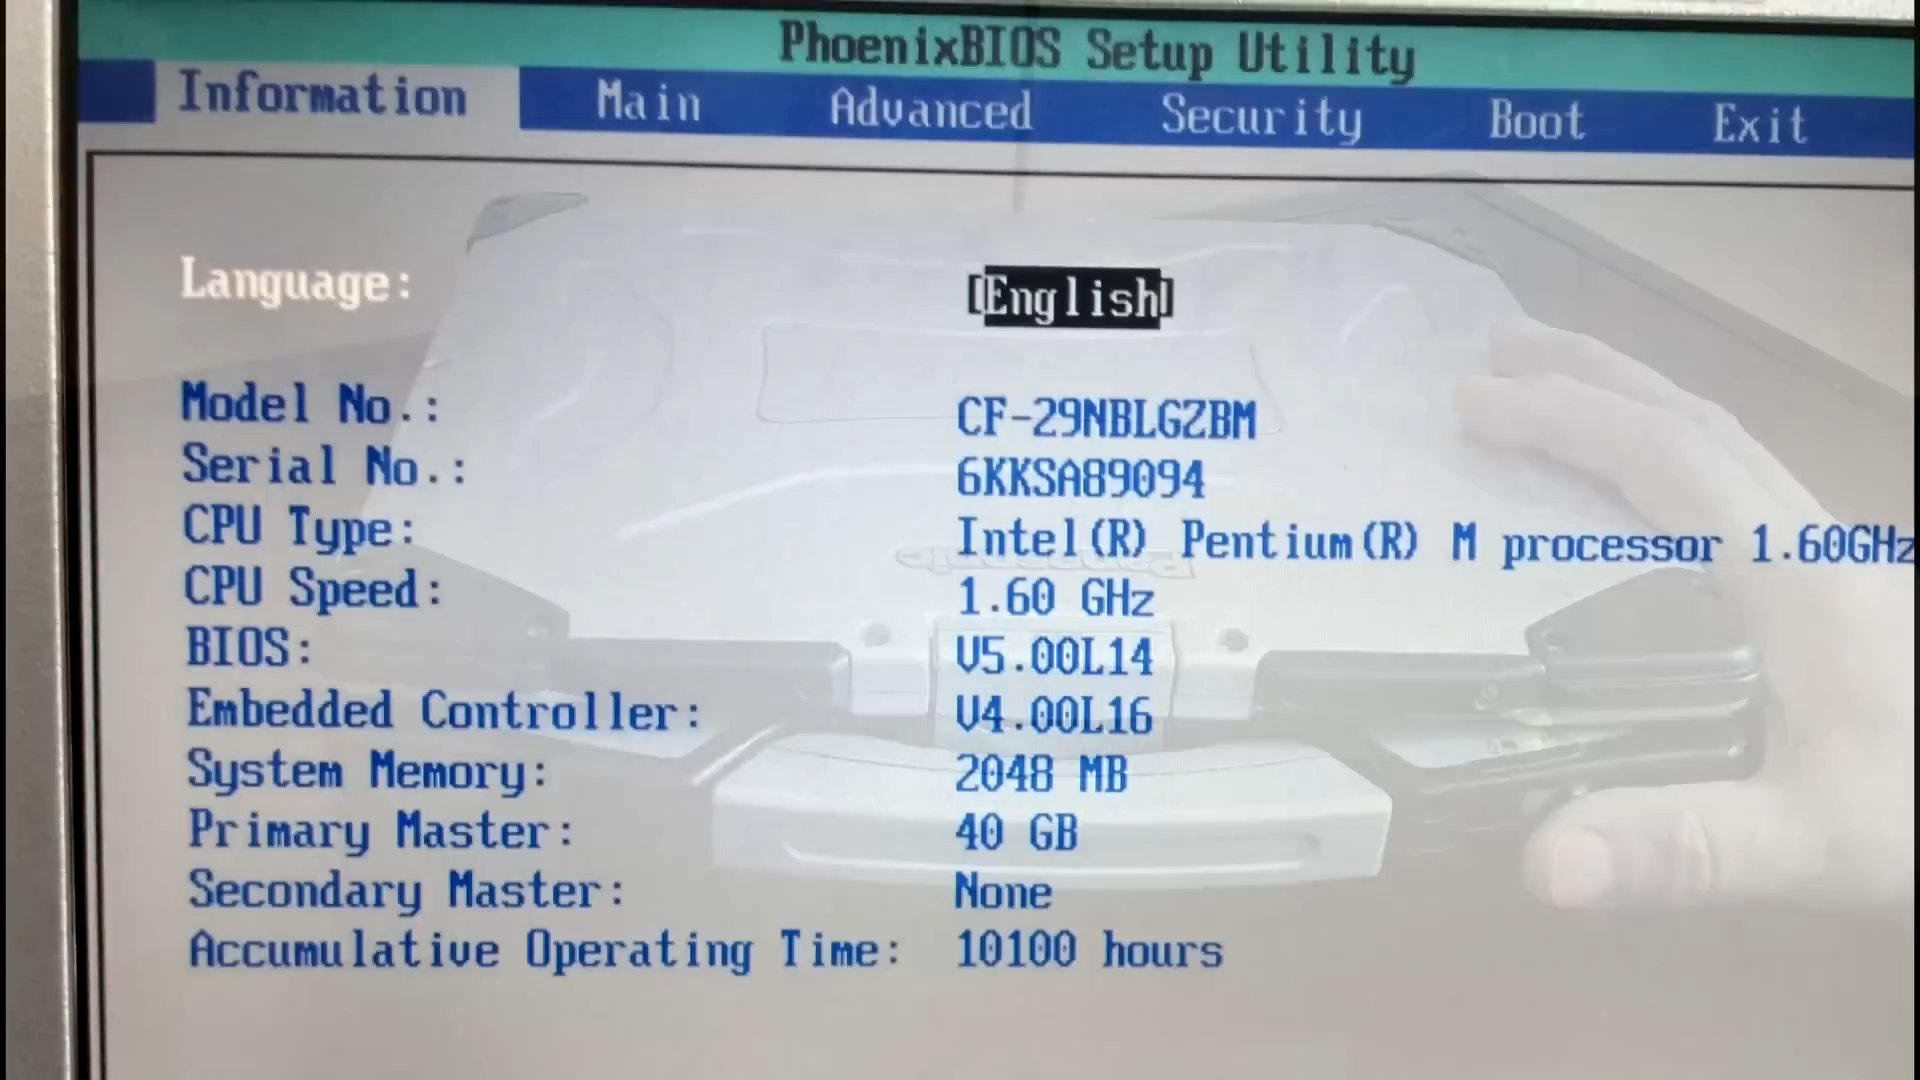 PhoenixBIOS Setup Utility
Information Main Advanced Security Boot Exit
Language: [English]
Model No.: CF-29NBLGZBM
Serial No.: 6KKSA89094
CPU Type: Intel(R) Pentium(R) M processor 1.60GHz
CPU Speed: 1.60 GHz
BIOS: V5.00L14
Embedded Controller: V4.00L16
System Memory: 2048 MB
Primary Master: 40 GB
Secondary Master: None
Accumulative Operating Time: 10100 hours
Panasonic